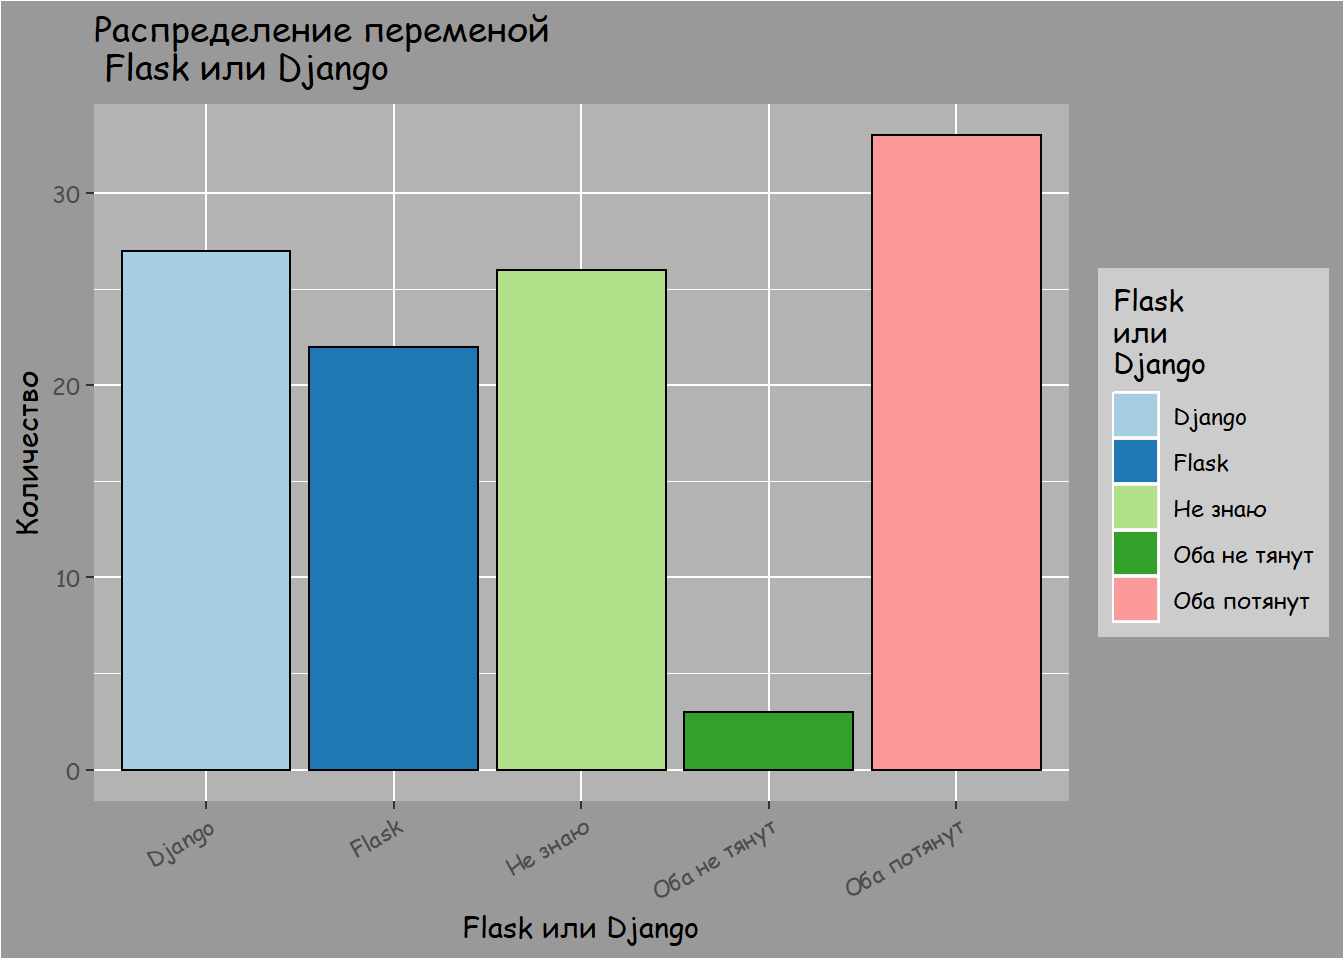 Распределение переменой
Flask или Django
Количество
30
20
10
0
Django
Flask
Не знаю
Оба не тянут
Оба потянут
Flask или Django
Flask
или
Django
Django
Flask
Не знаю
Оба не тянут
Оба потянут